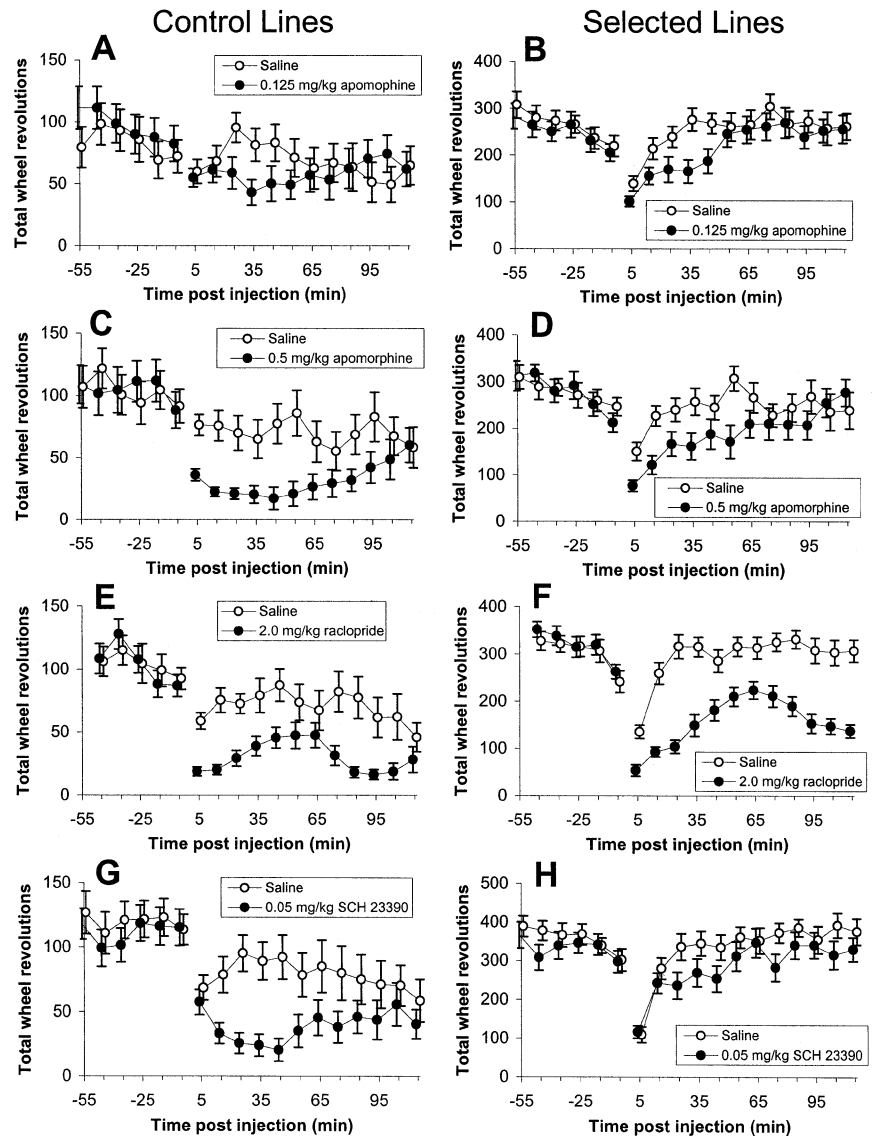 Control Lines
Selected Lines
A
Total wheel revolutions
150
100
50
0
Saline
0.125 mg/kg apomophine
-55 -25 5 35 65 95
Time post injection (min)
B
Total wheel revolutions
400
300
200
100
0
Saline
0.125 mg/kg apomophine
-55 -25 5 35 65 95
Time post injection (min)
C
Total wheel revolutions
150
100
50
0
Saline
0.5 mg/kg apomorphine
-55 -25 5 35 65 95
Time post injection (min)
D
Total wheel revolutions
400
300
200
100
0
Saline
0.5 mg/kg apomorphine
-55 -25 5 35 65 95
Time post injection (min)
E
Total wheel revolutions
150
100
50
0
Saline
2.0 mg/kg raclopride
-55 -25 5 35 65 95
Time post injection (min)
F
Total wheel revolutions
400
300
200
100
0
Saline
2.0 mg/kg raclopride
-55 -25 5 35 65 95
Time post injection (min)
G
Total wheel revolutions
150
100
50
0
Saline
0.05 mg/kg SCH 23390
-55 -25 5 35 65 95
Time post injection (min)
H
Total wheel revolutions
500
400
300
200
100
0
Saline
0.05 mg/kg SCH 23390
-55 -25 5 35 65 95
Time post injection (min)